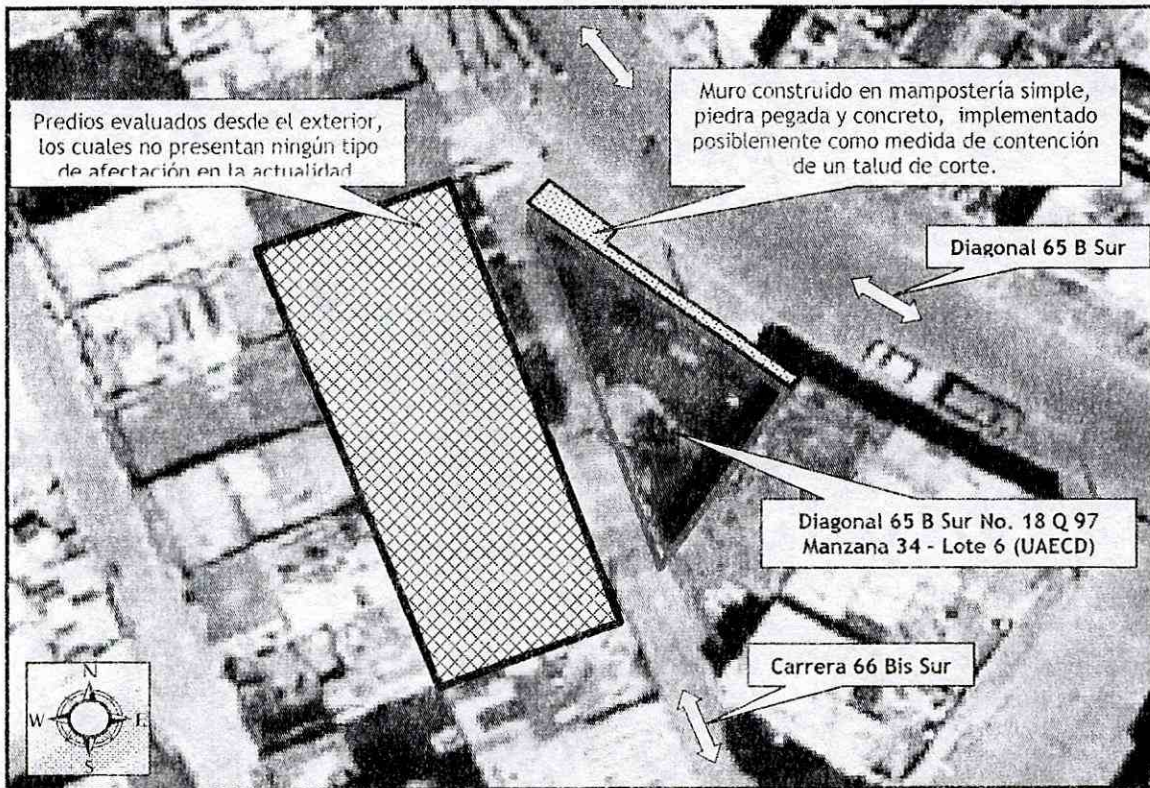 Predios evaluados desde el exterior,
los cuales no presentan ningún tipo
de afectación en la actualidad
Muro construido en mampostería simple,
piedra pegada y concreto, implementado
posiblemente como medida de contención
de un talud de corte.
Diagonal 65 B Sur
Diagonal 65 B Sur No. 18 Q 97
Manzana 34 - Lote 6 (UAECD)
Carrera 66 Bis Sur
N
W E
S